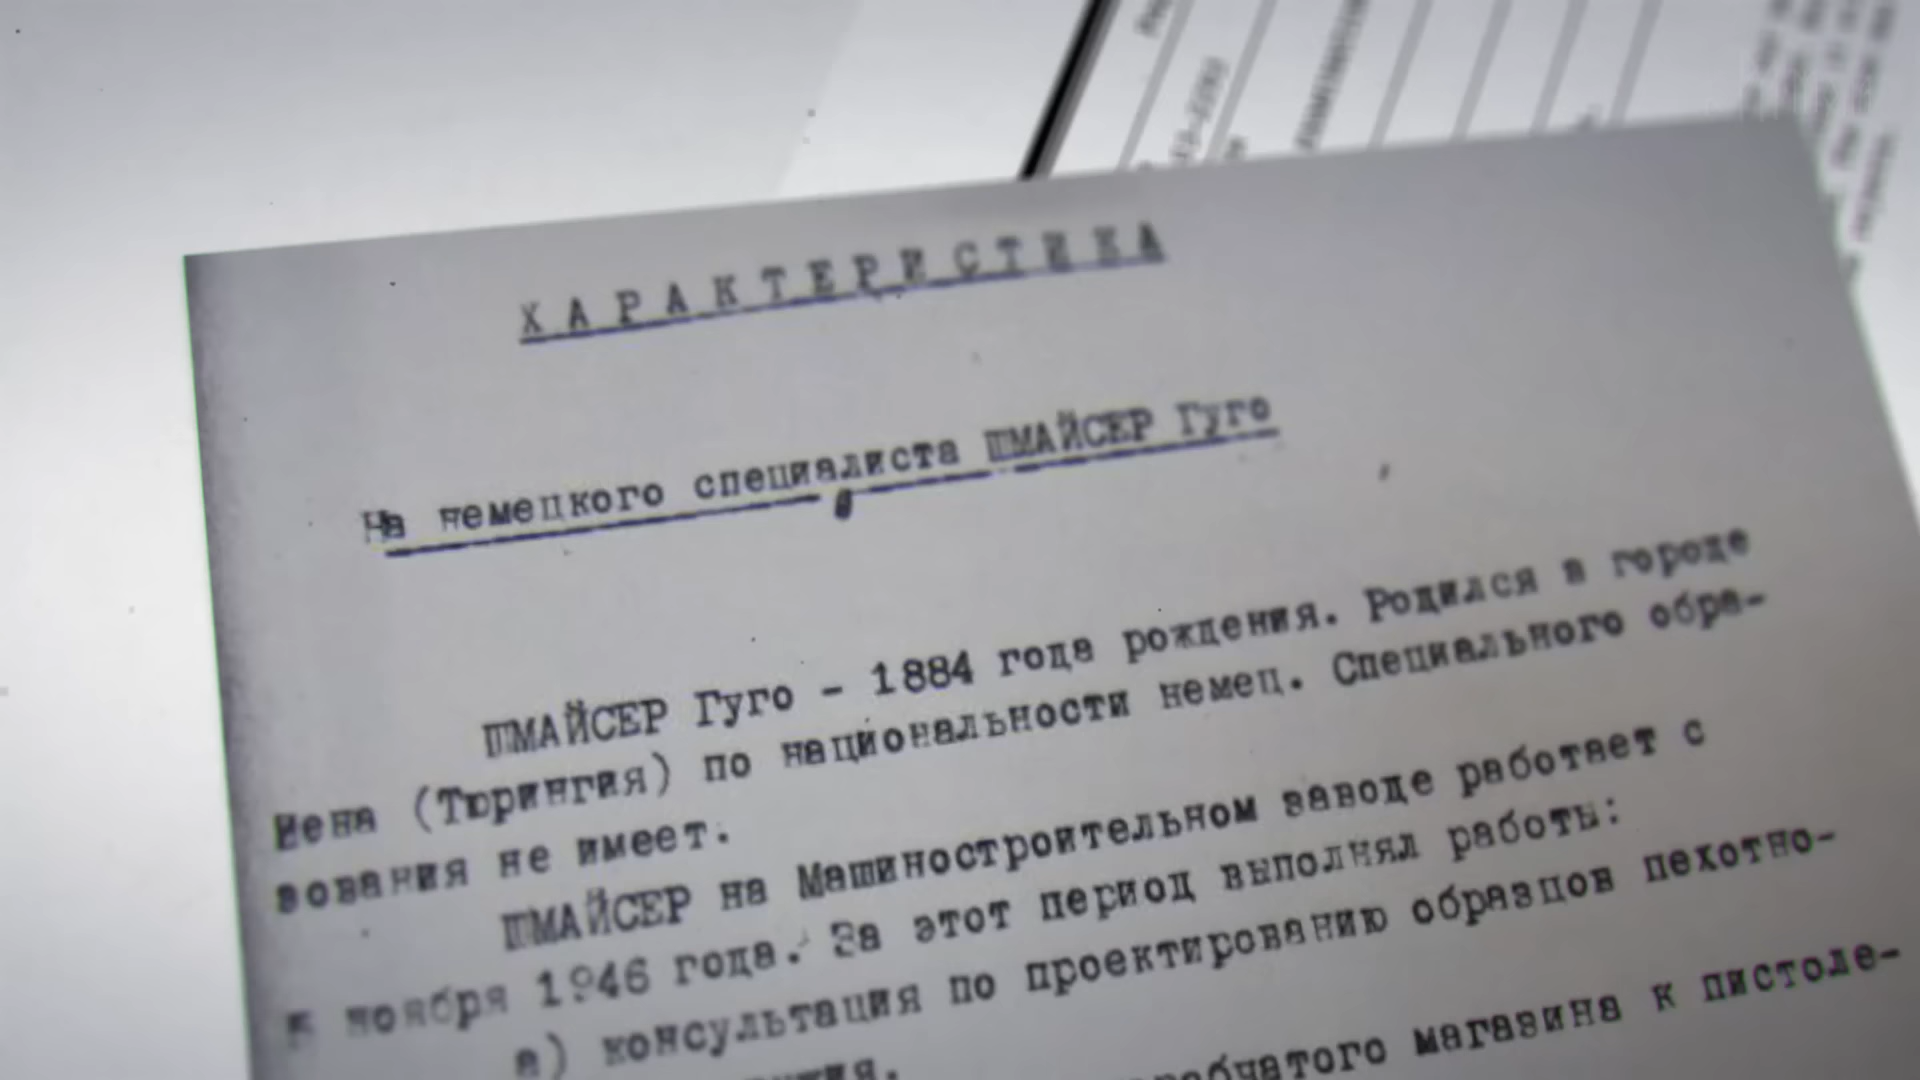 ХАРАКТЕРИСТИКА
На немецкого специалиста ШМАЙСЕР Гуго
ШМАЙСЕР Гуго - 1884 года рождения. Родился в городе
Иена (Тюрингия) по национальности немец. Специального обра-
зования не имеет.
ШМАЙСЕР на Машиностроительном заводе работает с
ноября 1946 года. За этот период выполнял работы:
а) консультация по проектированию образцов пехотно-
магазина к пистоле-